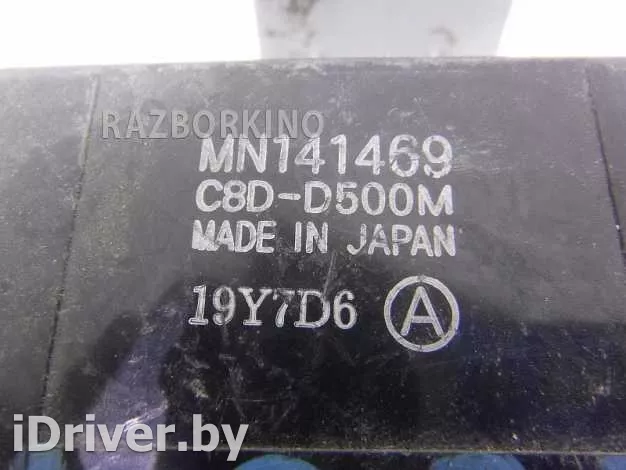 RAZBORKINO
MN141469
C8D-D500M
MADE IN JAPAN
19Y7D6 A
iDriver.by